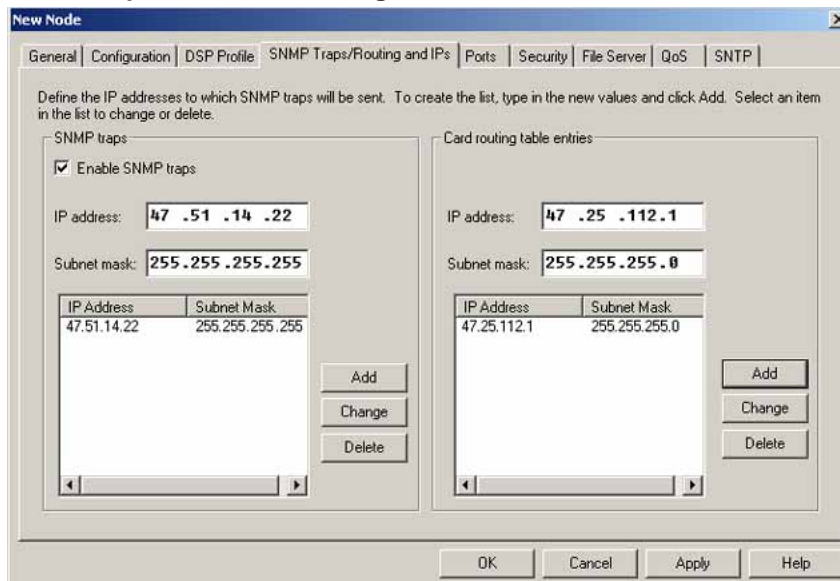 New Node
General Configuration DSP Profile SNMP Traps/Routing and IPs Ports Security File Server QoS SNTP
Define the IP addresses to which SNMP traps will be sent. To create the list, type in the new values and click Add. Select an item
in the list to change or delete.
SNMP traps
Enable SNMP traps
IP address: 47 .51 .14 .22
Subnet mask: 255.255.255.255
IP Address Subnet Mask
47.51.14.22 255.255.255.255
Add
Change
Delete
Card routing table entries
IP address: 47 .25 .112.1
Subnet mask: 255.255.255.0
IP Address Subnet Mask
47.25.112.1 255.255.255.0
Add
Change
Delete
OK Cancel Apply Help